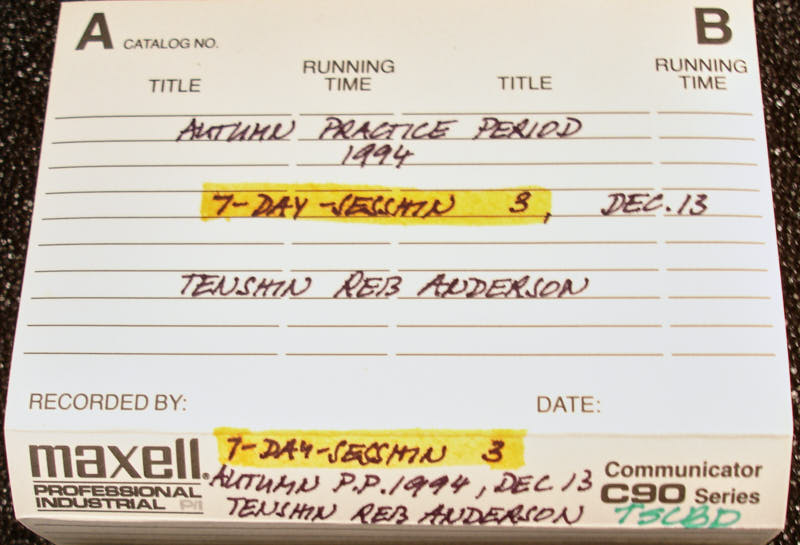 A CATALOG NO. B
TITLE RUNNING TIME TITLE RUNNING TIME
AUTUMN PRACTICE PERIOD
1994
7-DAY-SESSHIN 3, DEC. 13
TENSHIN REB ANDERSON
RECORDED BY: DATE:
7-DAY-SESSHIN 3
maxell
PROFESSIONAL
INDUSTRIAL
AUTUMN P.P. 1994, DEC 13
TENSHIN REB ANDERSON
Communicator
C90 Series
TSCBD